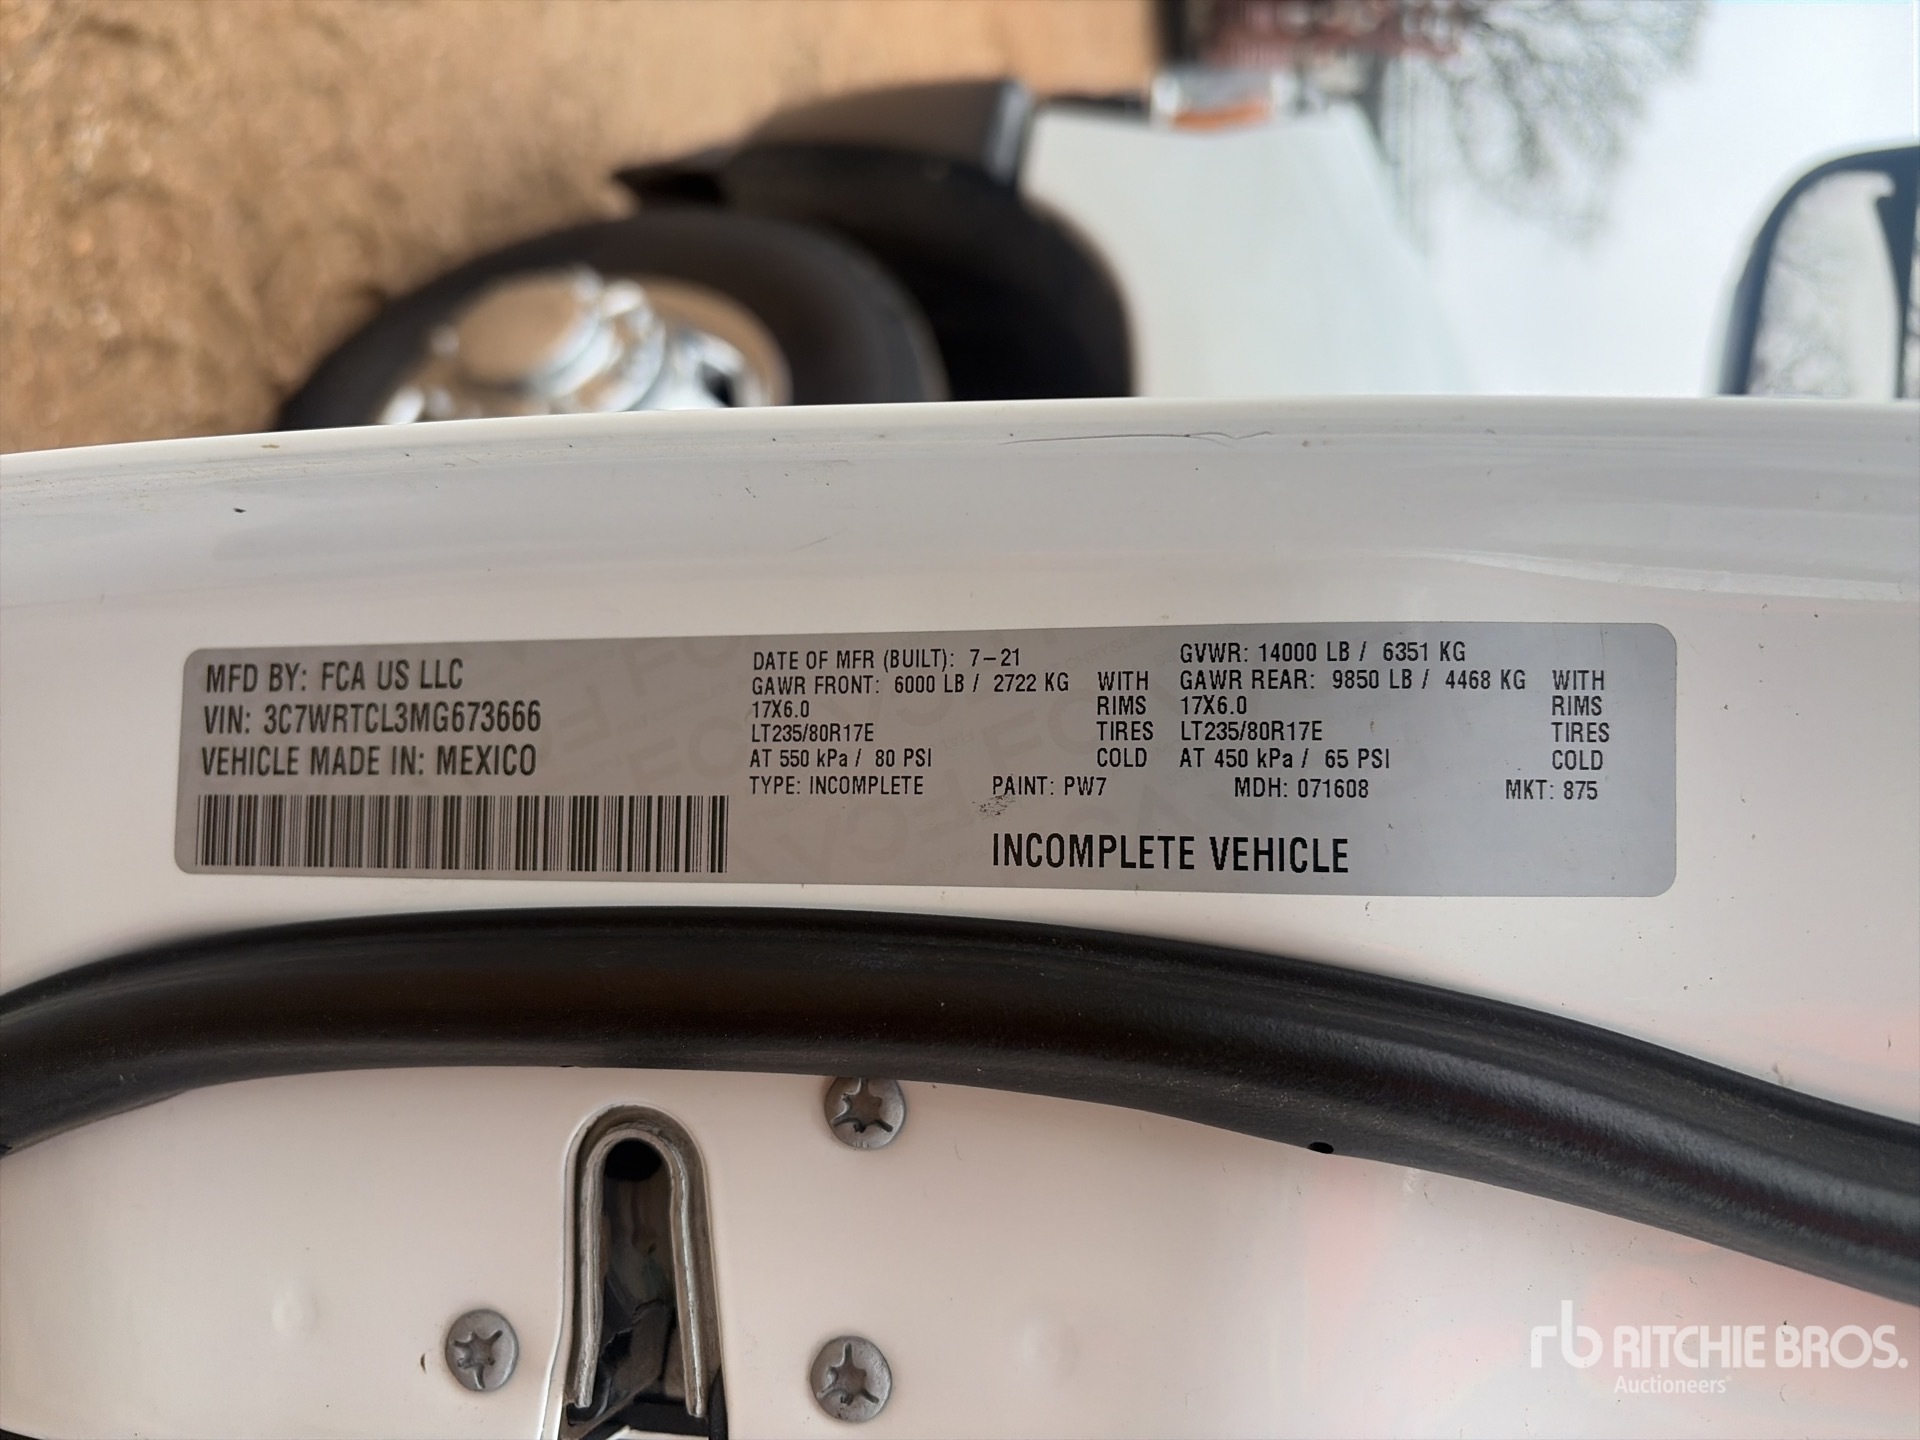 MFD BY: FCA US LLC
VIN: 3C7WRTCL3MG673666
VEHICLE MADE IN: MEXICO
DATE OF MFR (BUILT): 7-21
GAWR FRONT: 6000 LB / 2722 KG WITH
17X6.0 RIMS
LT235/80R17E TIRES
AT 550 kPa / 80 PSI COLD
GVWR: 14000 LB / 6351 KG
GAWR REAR: 9850 LB / 4468 KG WITH
17X6.0 RIMS
LT235/80R17E TIRES
AT 450 kPa / 65 PSI COLD
TYPE: INCOMPLETE PAINT: PW7 MDH: 071608 MKT: 875
INCOMPLETE VEHICLE
rb RITCHIE BROS.
Auctioneers